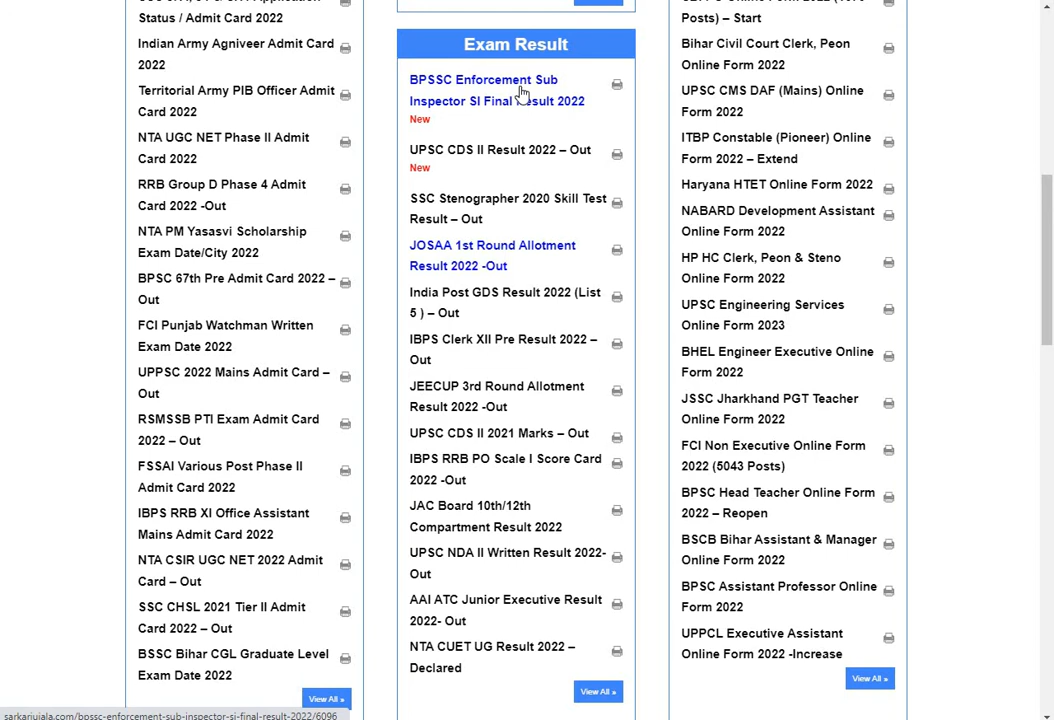 Status / Admit Card 2022
Indian Army Agniveer Admit Card
2022
Territorial Army PIB Officer Admit
Card 2022
NTA UGC NET Phase II Admit
Card 2022
RRB Group D Phase 4 Admit
Card 2022 -Out
NTA PM Yasasvi Scholarship
Exam Date/City 2022
BPSC 67th Pre Admit Card 2022 –
Out
FCI Punjab Watchman Written
Exam Date 2022
UPPSC 2022 Mains Admit Card –
Out
RSMSSB PTI Exam Admit Card
2022 – Out
FSSAI Various Post Phase II
Admit Card 2022
IBPS RRB XI Office Assistant
Mains Admit Card 2022
NTA CSIR UGC NET 2022 Admit
Card – Out
SSC CHSL 2021 Tier II Admit
Card 2022 – Out
BSSC Bihar CGL Graduate Level
Exam Date 2022
View All »
Exam Result
BPSSC Enforcement Sub
Inspector SI Final Result 2022
New
UPSC CDS II Result 2022 – Out
New
SSC Stenographer 2020 Skill Test
Result – Out
JOSAA 1st Round Allotment
Result 2022 -Out
India Post GDS Result 2022 (List
5 ) – Out
IBPS Clerk XII Pre Result 2022 –
Out
JEECUP 3rd Round Allotment
Result 2022 -Out
UPSC CDS II 2021 Marks – Out
IBPS RRB PO Scale I Score Card
2022 -Out
JAC Board 10th/12th
Compartment Result 2022
UPSC NDA II Written Result 2022-
Out
AAI ATC Junior Executive Result
2022- Out
NTA CUET UG Result 2022 –
Declared
View All »
Posts) – Start
Bihar Civil Court Clerk, Peon
Online Form 2022
UPSC CMS DAF (Mains) Online
Form 2022
ITBP Constable (Pioneer) Online
Form 2022 – Extend
Haryana HTET Online Form 2022
NABARD Development Assistant
Online Form 2022
HP HC Clerk, Peon & Steno
Online Form 2022
UPSC Engineering Services
Online Form 2023
BHEL Engineer Executive Online
Form 2022
JSSC Jharkhand PGT Teacher
Online Form 2022
FCI Non Executive Online Form
2022 (5043 Posts)
BPSC Head Teacher Online Form
2022 – Reopen
BSCB Bihar Assistant & Manager
Online Form 2022
BPSC Assistant Professor Online
Form 2022
UPPCL Executive Assistant
Online Form 2022 -Increase
View All »
sarkariujala.com/bpssc-enforcement-sub-inspector-si-final-result-2022/6096